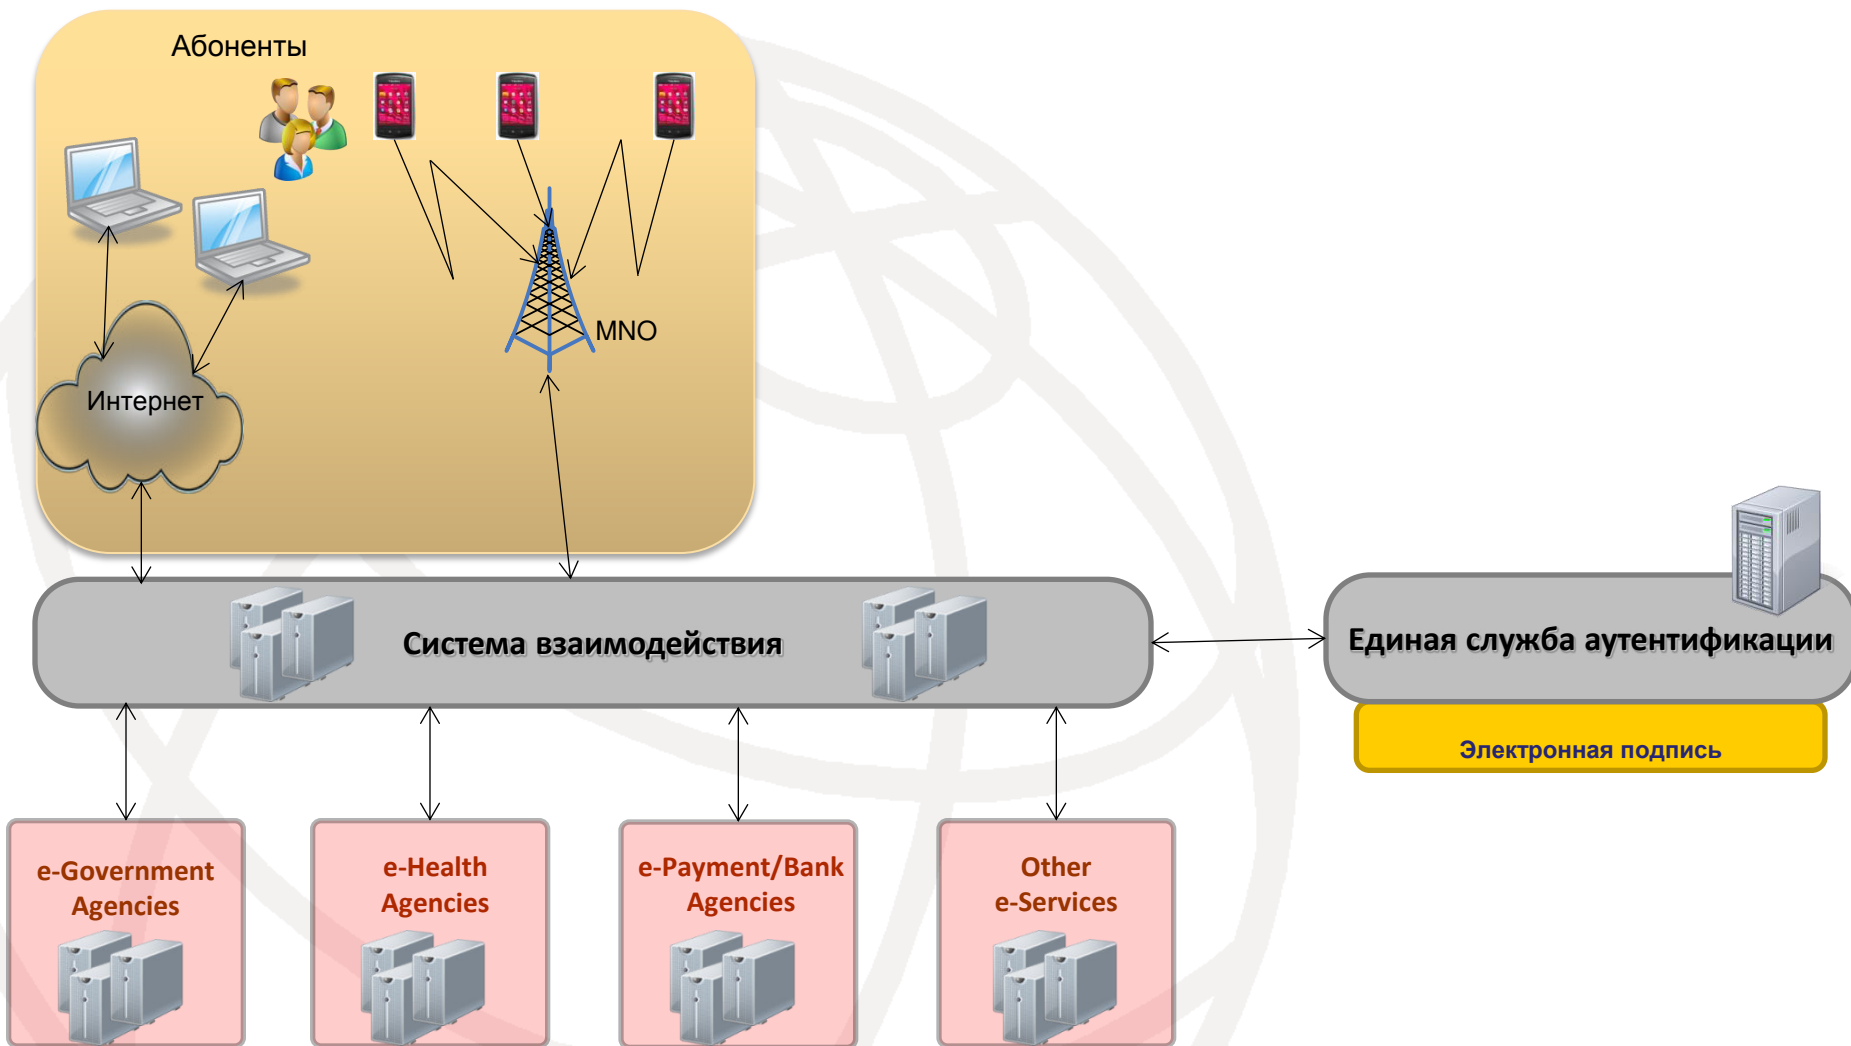 Абоненты
MNO
Интернет
Система взаимодействия
Единая служба аутентификации
Электронная подпись
e-Government
Agencies
e-Health
Agencies
e-Payment/Bank
Agencies
Other
e-Services